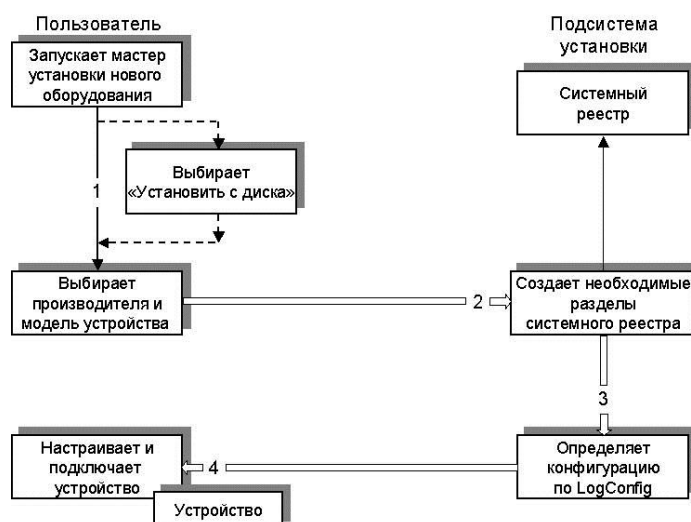 Пользователь
Подсистема
установки
Запускает мастер
установки нового
оборудования
Системный
реестр
Выбирает
«Установить с диска»
1
Выбирает
производителя и
модель устройства
2
Создает необходимые
разделы
системного реестра
3
Настраивает и
подключает
устройство
4
Определяет
конфигурацию
по LogConfig
Устройство